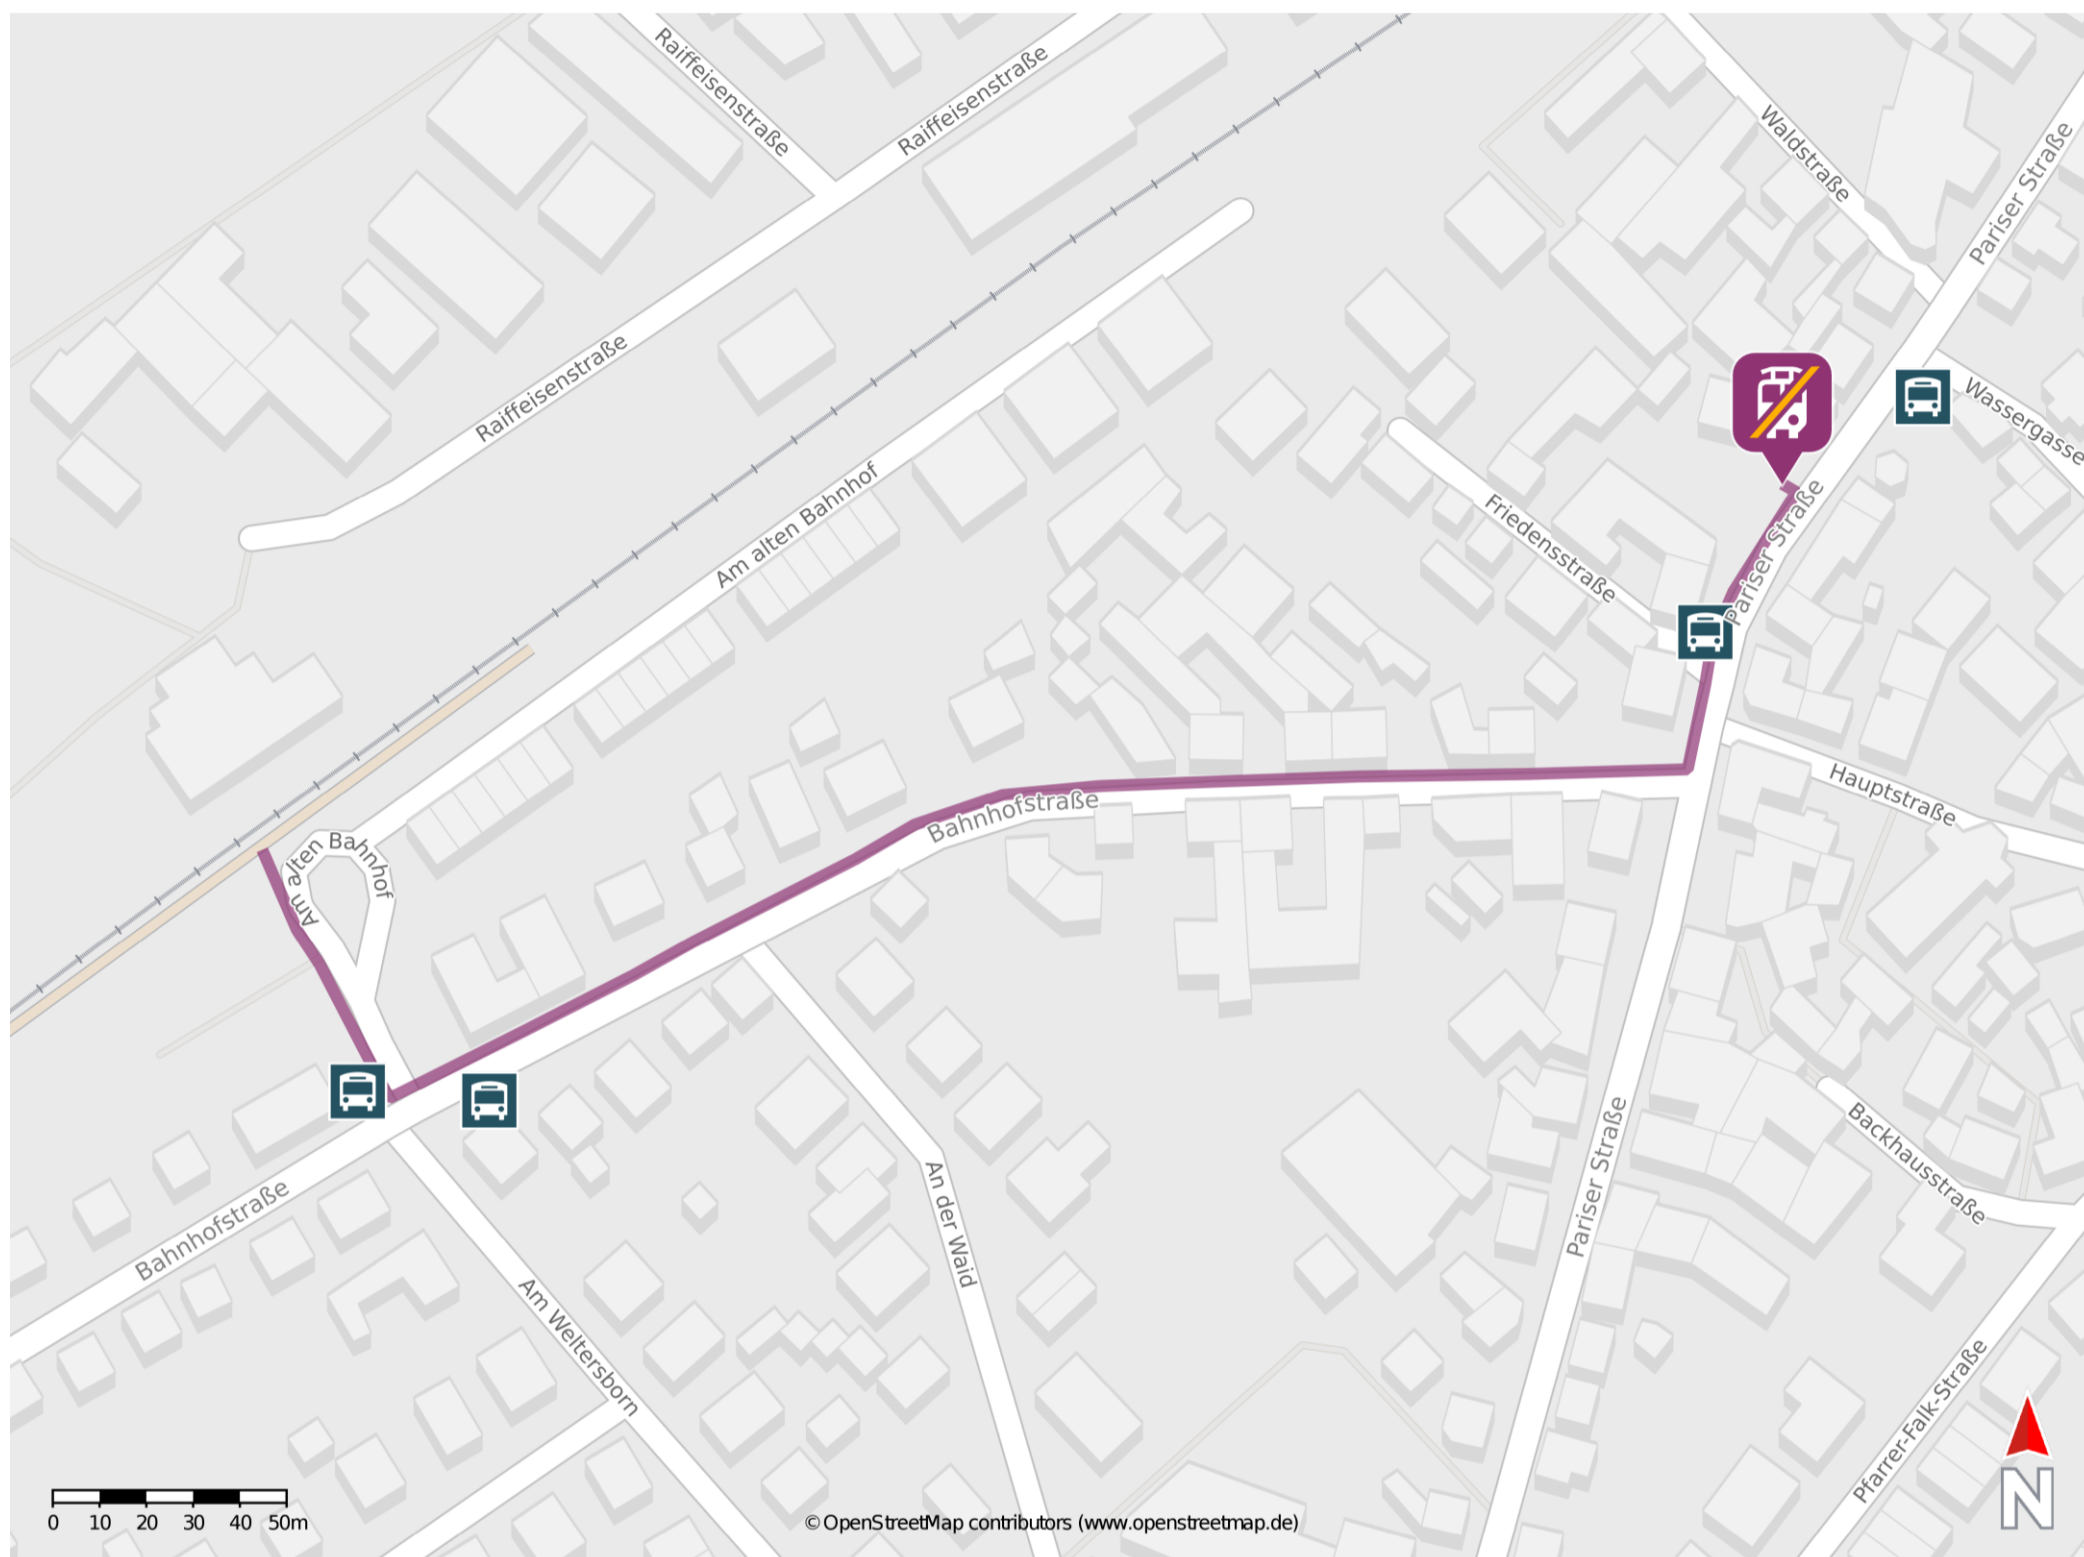 Raiffeisenstraße
Raiffeisenstraße
Waldstraße
Pariser Straße
Raiffeisenstraße
Wassergasse
Am alten Bahnhof
Friedensstraße
Pariser Straße
Hauptstraße
Bahnhofstraße
Am alten Bahnhof
Backhausstraße
Pariser Straße
An der Waid
Bahnhofstraße
Am Weltersborn
Pfarrer-Falk-Straße
N
0 10 20 30 40 50m
© OpenStreetMap contributors (www.openstreetmap.de)